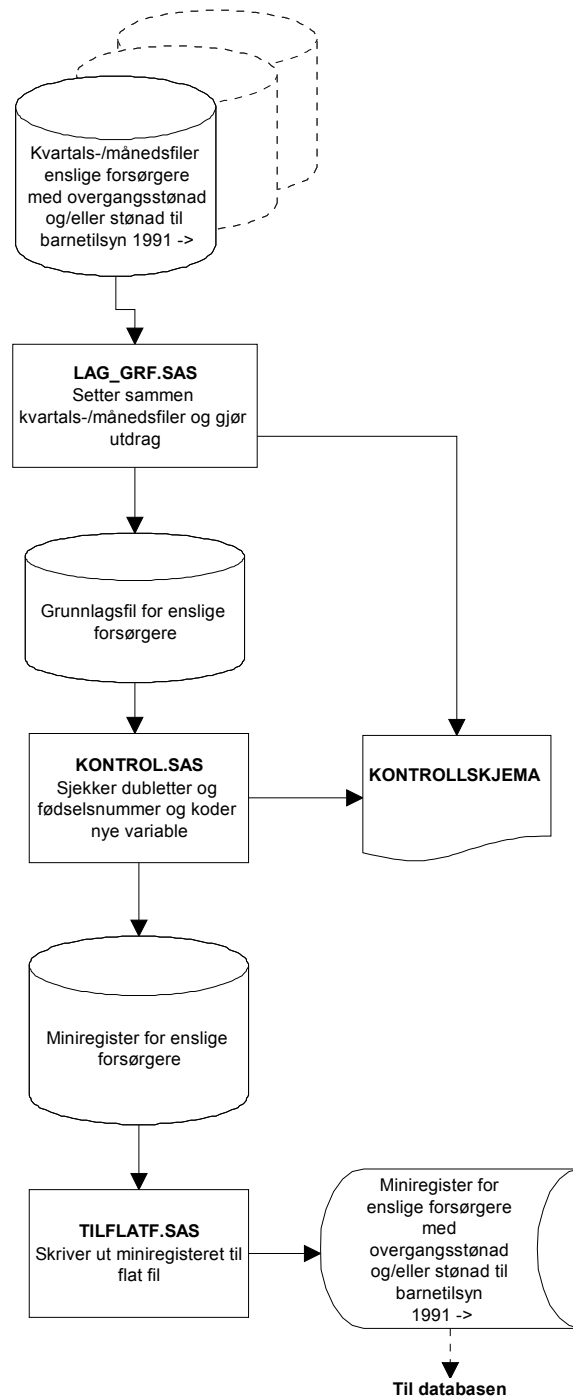 Kvartals-/månedsfiler
enslige forsørgere
med overgangsstønad
og/eller stønad til
barnetilsyn 1991 ->
LAG_GRF.SAS
Setter sammen
kvartals-/månedsfiler og gjør
utdrag
Grunnlagsfil for enslige
forsørgere
KONTROL.SAS
Sjekker dubletter og
fødselsnummer og koder
nye variable
KONTROLLSKJEMA
Miniregister for enslige
forsørgere
TILFLATF.SAS
Skriver ut miniregisteret til
flat fil
Miniregister for
enslige forsørgere
med
overgangsstønad
og/eller stønad til
barnetilsyn
1991 ->
Til databasen